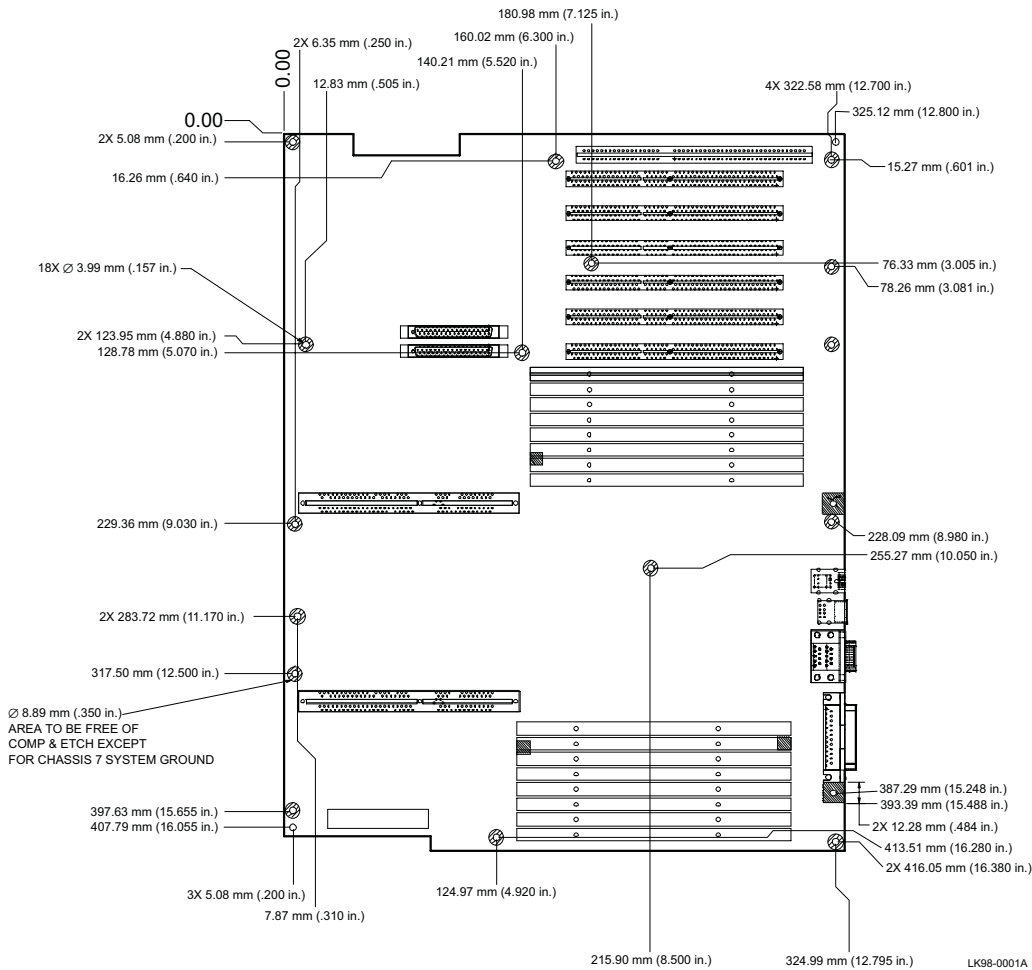 180.98 mm (7.125 in.)
160.02 mm (6.300 in.)
2X 6.35 mm (.250 in.)
140.21 mm (5.520 in.)
0.00
12.83 mm (.505 in.)
4X 322.58 mm (12.700 in.)
325.12 mm (12.800 in.)
0.00
2X 5.08 mm (.200 in.)
16.26 mm (.640 in.)
15.27 mm (.601 in.)
18X ∅ 3.99 mm (.157 in.)
76.33 mm (3.005 in.)
78.26 mm (3.081 in.)
2X 123.95 mm (4.880 in.)
128.78 mm (5.070 in.)
229.36 mm (9.030 in.)
228.09 mm (8.980 in.)
255.27 mm (10.050 in.)
2X 283.72 mm (11.170 in.)
317.50 mm (12.500 in.)
∅ 8.89 mm (.350 in.)
AREA TO BE FREE OF
COMP & ETCH EXCEPT
FOR CHASSIS 7 SYSTEM GROUND
387.29 mm (15.248 in.)
393.39 mm (15.488 in.)
397.63 mm (15.655 in.)
407.79 mm (16.055 in.)
2X 12.28 mm (.484 in.)
413.51 mm (16.280 in.)
2X 416.05 mm (16.380 in.)
3X 5.08 mm (.200 in.)
124.97 mm (4.920 in.)
7.87 mm (.310 in.)
215.90 mm (8.500 in.)
324.99 mm (12.795 in.)
LK98-0001A